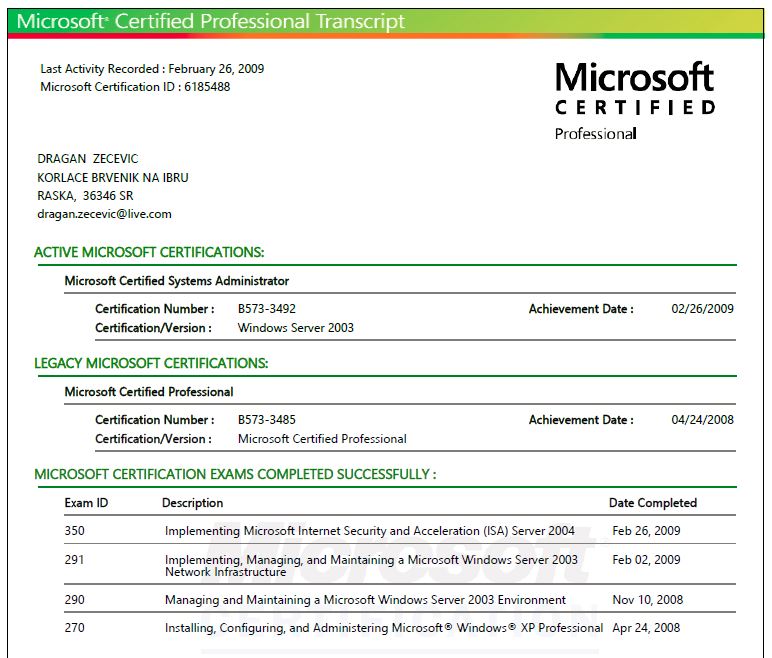 Microsoft® Certified Professional Transcript
Last Activity Recorded : February 26, 2009
Microsoft Certification ID : 6185488
Microsoft
CERTIFIED
Professional
DRAGAN ZECEVIC
KORLACE BRVENIK NA IBRU
RASKA, 36346 SR
dragan.zecevic@live.com
ACTIVE MICROSOFT CERTIFICATIONS:
Microsoft Certified Systems Administrator
Certification Number : B573-3492 Achievement Date : 02/26/2009
Certification/Version : Windows Server 2003
LEGACY MICROSOFT CERTIFICATIONS:
Microsoft Certified Professional
Certification Number : B573-3485 Achievement Date : 04/24/2008
Certification/Version : Microsoft Certified Professional
MICROSOFT CERTIFICATION EXAMS COMPLETED SUCCESSFULLY :
Exam ID Description Date Completed
350 Implementing Microsoft Internet Security and Acceleration (ISA) Server 2004 Feb 26, 2009
291 Implementing, Managing, and Maintaining a Microsoft Windows Server 2003 Feb 02, 2009
Network Infrastructure
290 Managing and Maintaining a Microsoft Windows Server 2003 Environment Nov 10, 2008
270 Installing, Configuring, and Administering Microsoft® Windows® XP Professional Apr 24, 2008